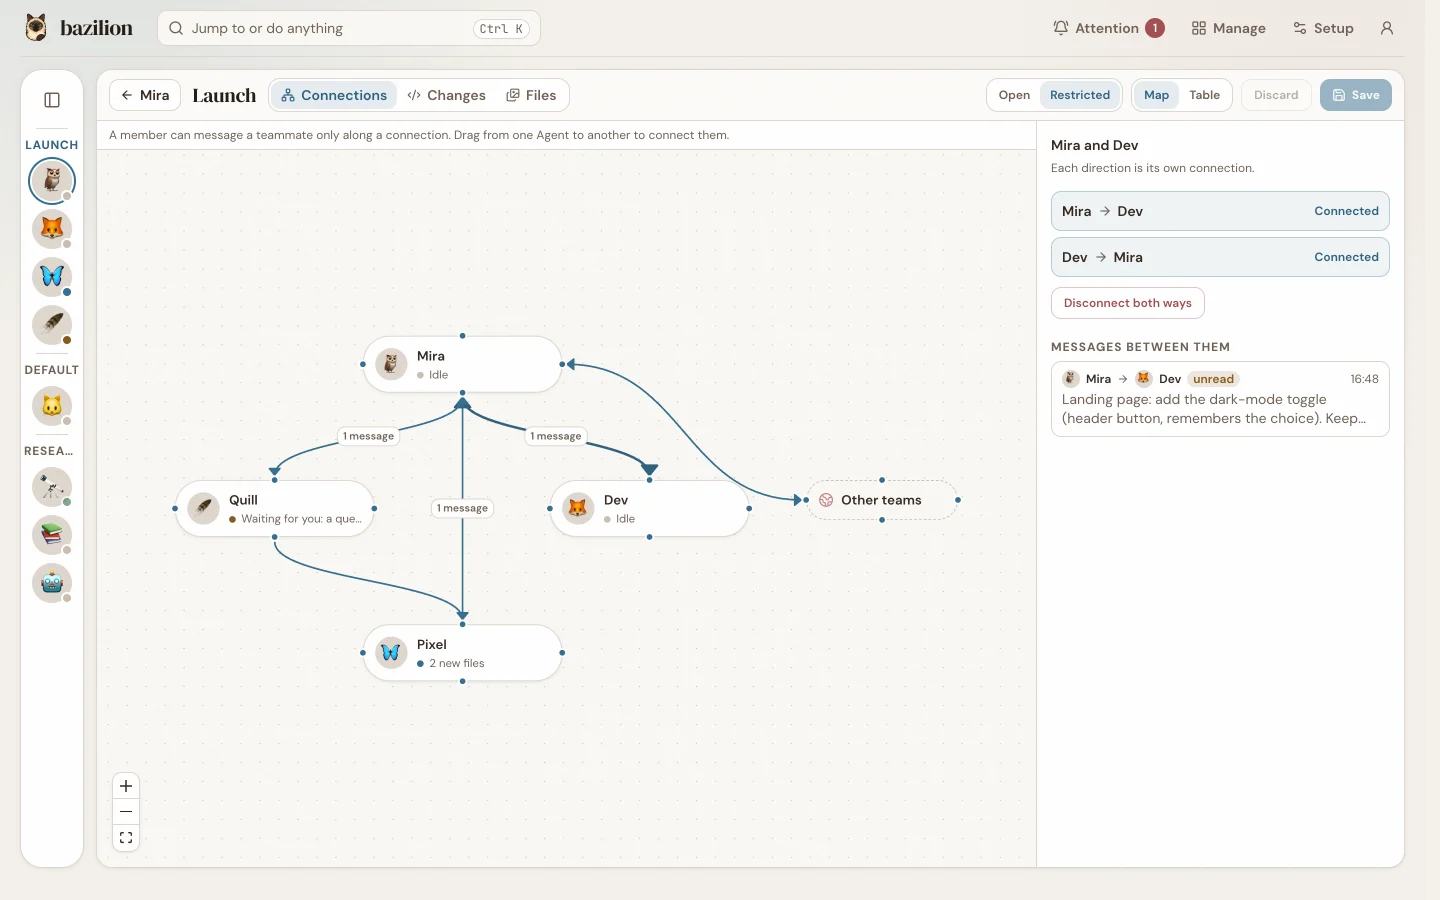 bazilion
Jump to or do anything
Ctrl K
Attention 1
Manage
Setup
LAUNCH
DEFAULT
RESEA...
Mira
Launch
Connections
Changes
Files
Open
Restricted
Map
Table
Discard
Save
A member can message a teammate only along a connection. Drag from one Agent to another to connect them.
Mira
Idle
1 message
1 message
Quill
Waiting for you: a que...
1 message
Dev
Idle
Other teams
Pixel
2 new files
Mira and Dev
Each direction is its own connection.
Mira → Dev Connected
Dev → Mira Connected
Disconnect both ways
MESSAGES BETWEEN THEM
Mira → Dev unread 16:48
Landing page: add the dark-mode toggle
(header button, remembers the choice). Keep...